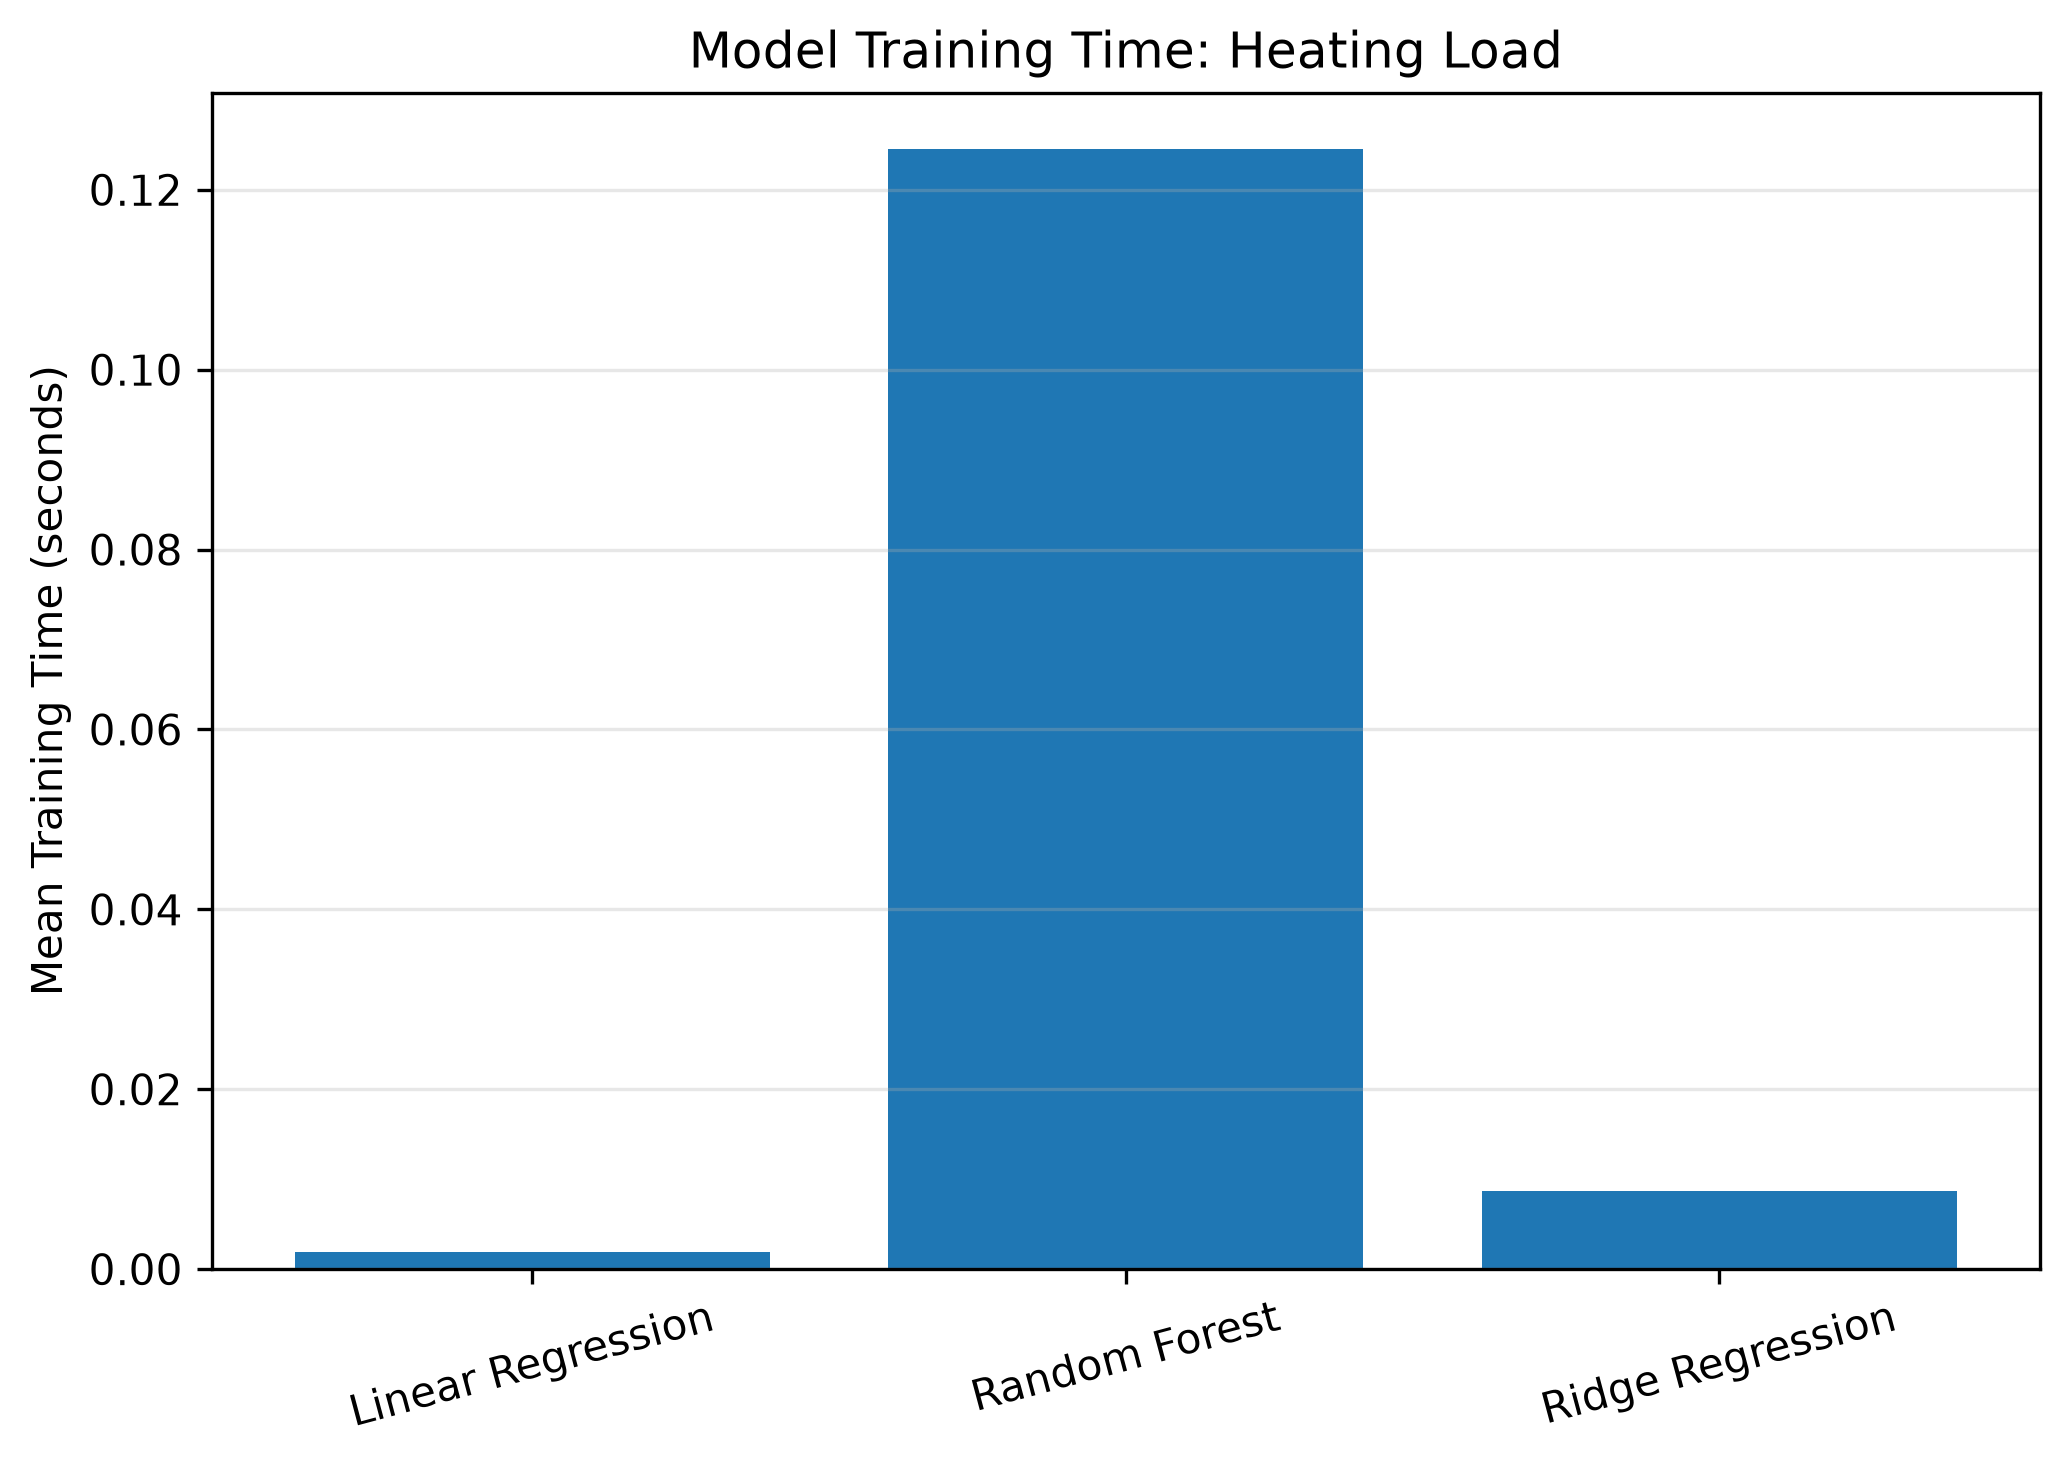 Model Training Time: Heating Load
Mean Training Time (seconds)
0.12
0.10
0.08
0.06
0.04
0.02
0.00
Linear Regression
Random Forest
Ridge Regression